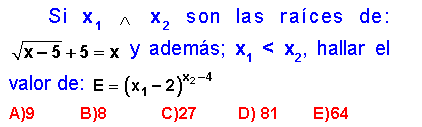 Si x₁ ∧ x₂ son las raíces de:
√(x−5) + 5 = x y además; x₁ < x₂, hallar el
valor de: E = (x₁ − 2)^(x₂−4)
A)9 B)8 C)27 D) 81 E)64